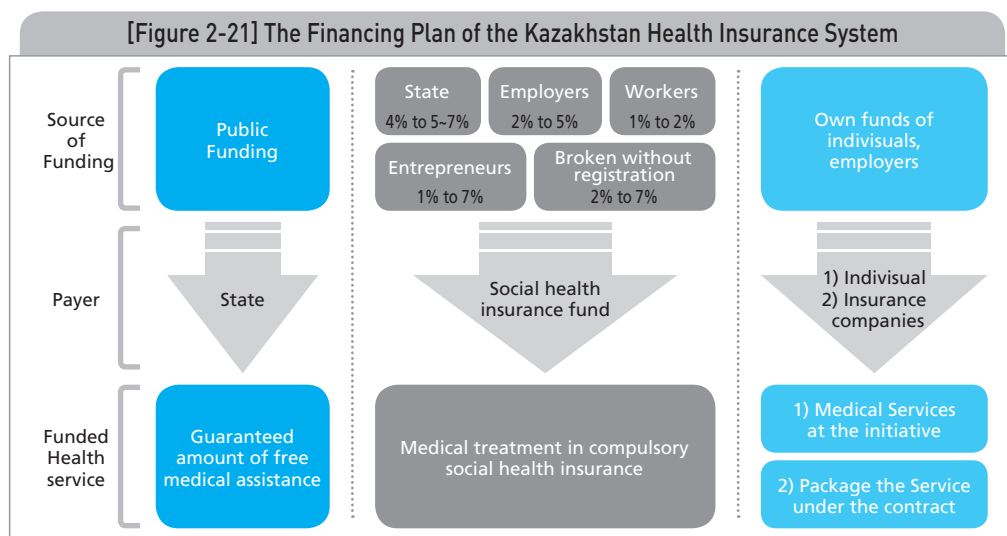 [Figure 2-21] The Financing Plan of the Kazakhstan Health Insurance System
Source
of
Funding
Public
Funding
State
4% to 5~7%
Employers
2% to 5%
Workers
1% to 2%
Entrepreneurs
1% to 7%
Broken without
registration
2% to 7%
Own funds of
indivisuals,
employers
Payer
State
Social health
insurance fund
1) Indivisual
2) Insurance
companies
Funded
Health
service
Guaranteed
amount of free
medical assistance
Medical treatment in compulsory
social health insurance
1) Medical Services
at the initiative
2) Package the Service
under the contract